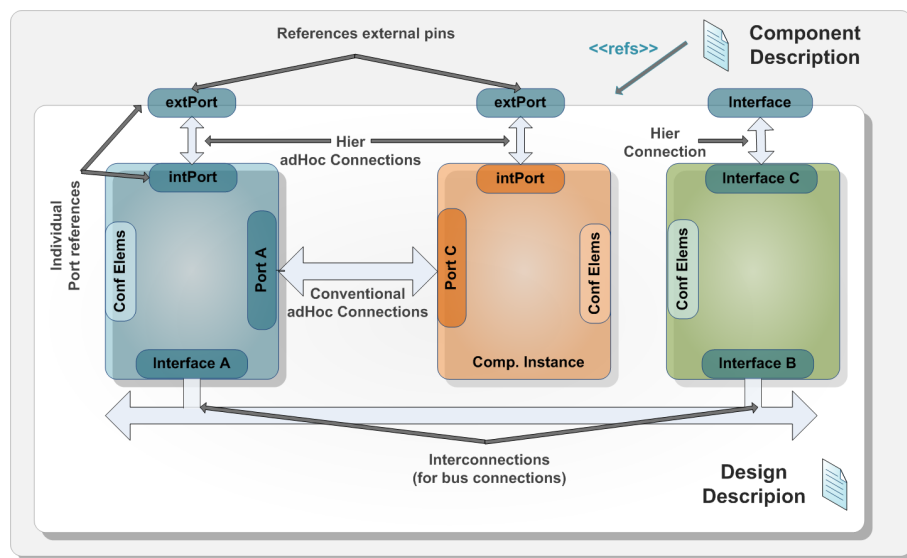 References external pins
<<refs>>
Component
Description
extPort
extPort
Interface
Hier
adHoc Connections
Hier
Connection
intPort
intPort
Interface C
Individual
Port references
Conf Elems
Port A
Port C
Conf Elems
Conf Elems
Conventional
adHoc Connections
Interface A
Comp. Instance
Interface B
Interconnections
(for bus connections)
Design
Descripion